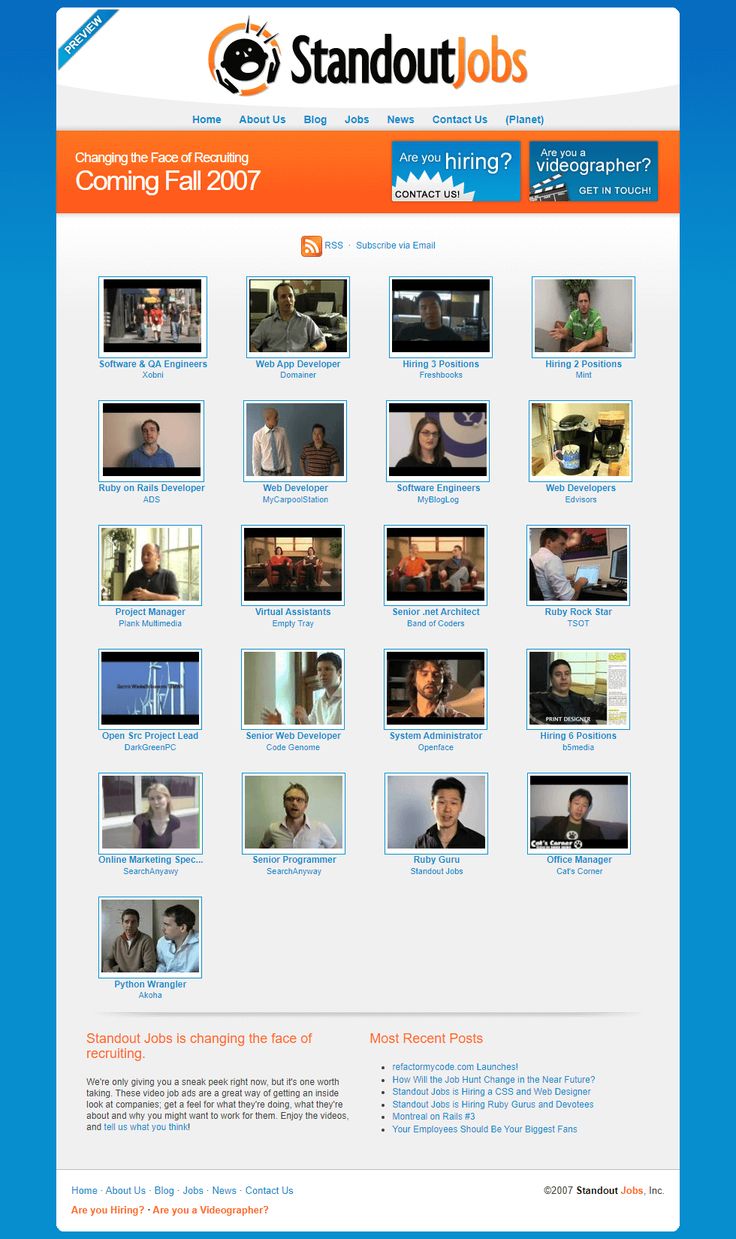 PREVIEW
StandoutJobs
Home About Us Blog Jobs News Contact Us (Planet)
Changing the Face of Recruiting
Coming Fall 2007
Are you hiring?
CONTACT US!
Are you a
videographer?
GET IN TOUCH!
RSS · Subscribe via Email
Software & QA Engineers
Xobni
Web App Developer
Domainer
Hiring 3 Positions
Freshbooks
Hiring 2 Positions
Mint
Ruby on Rails Developer
ADS
Web Developer
MyCarpoolStation
Software Engineers
MyBlogLog
Web Developers
Edvisors
Project Manager
Plank Multimedia
Virtual Assistants
Empty Tray
Senior .net Architect
Band of Coders
Ruby Rock Star
TSOT
Open Src Project Lead
DarkGreenPC
Senior Web Developer
Code Genome
System Administrator
Openface
PRINT DESIGNER
Hiring 6 Positions
b5media
Online Marketing Spec...
SearchAnyawy
Senior Programmer
SearchAnyway
Ruby Guru
Standout Jobs
Cat's Corner
Office Manager
Cat's Corner
Python Wrangler
Akoha
Standout Jobs is changing the face of
recruiting.
We're only giving you a sneak peek right now, but it's one worth
taking. These video job ads are a great way of getting an inside
look at companies; get a feel for what they're doing, what they're
about and why you might want to work for them. Enjoy the videos,
and tell us what you think!
Most Recent Posts
refactormycode.com Launches!
How Will the Job Hunt Change in the Near Future?
Standout Jobs is Hiring a CSS and Web Designer
Standout Jobs is Hiring Ruby Gurus and Devotees
Montreal on Rails #3
Your Employees Should Be Your Biggest Fans
Home · About Us · Blog · Jobs · News · Contact Us
©2007 Standout Jobs, Inc.
Are you Hiring? · Are you a Videographer?